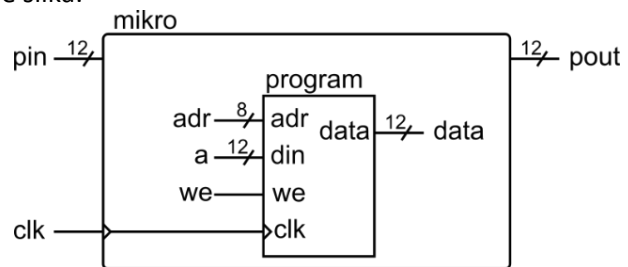 mikro
pin 12 12 pout
program
adr 8 adr
data 12 data
a 12 din
we we
clk clk